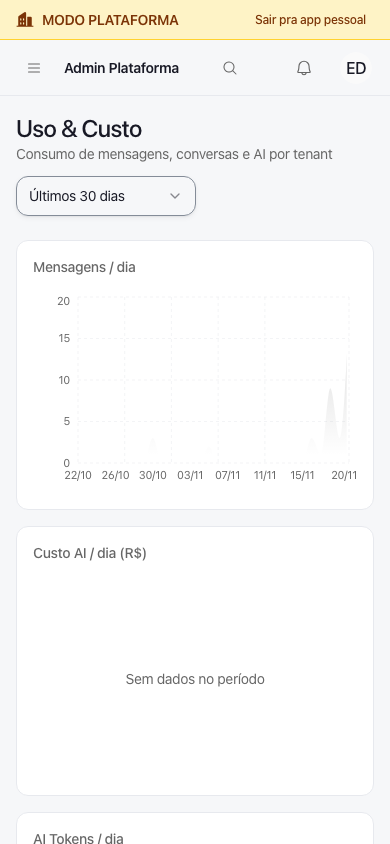 MODO PLATAFORMA
Sair pra app pessoal
Admin Plataforma
ED
Uso & Custo
Consumo de mensagens, conversas e AI por tenant
Últimos 30 dias
Mensagens / dia
20
15
10
5
0
22/10 26/10 30/10 03/11 07/11 11/11 15/11 20/11
Custo AI / dia (R$)
Sem dados no período
AI Tokens / dia